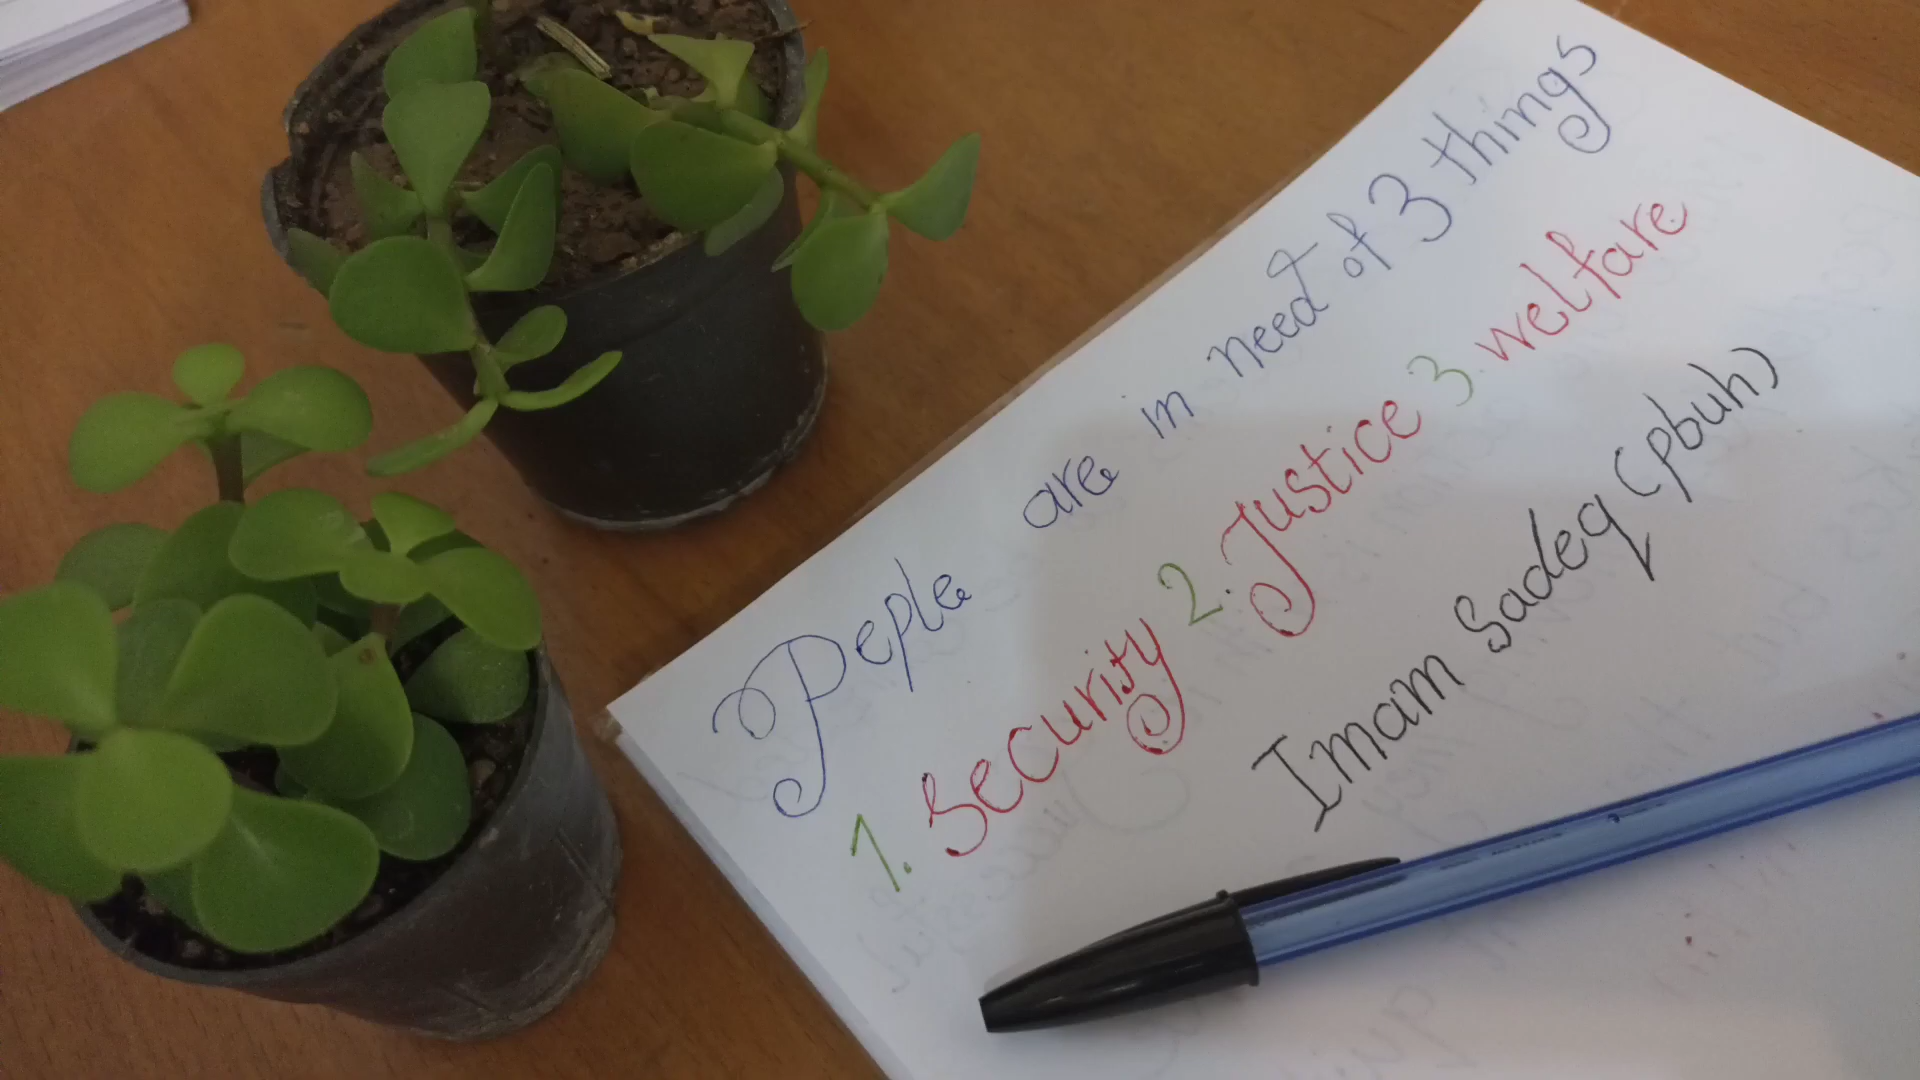 Peple are in need of 3 things
1. Security 2. Justice 3. welfare
Imam Sadeq (pbuh)